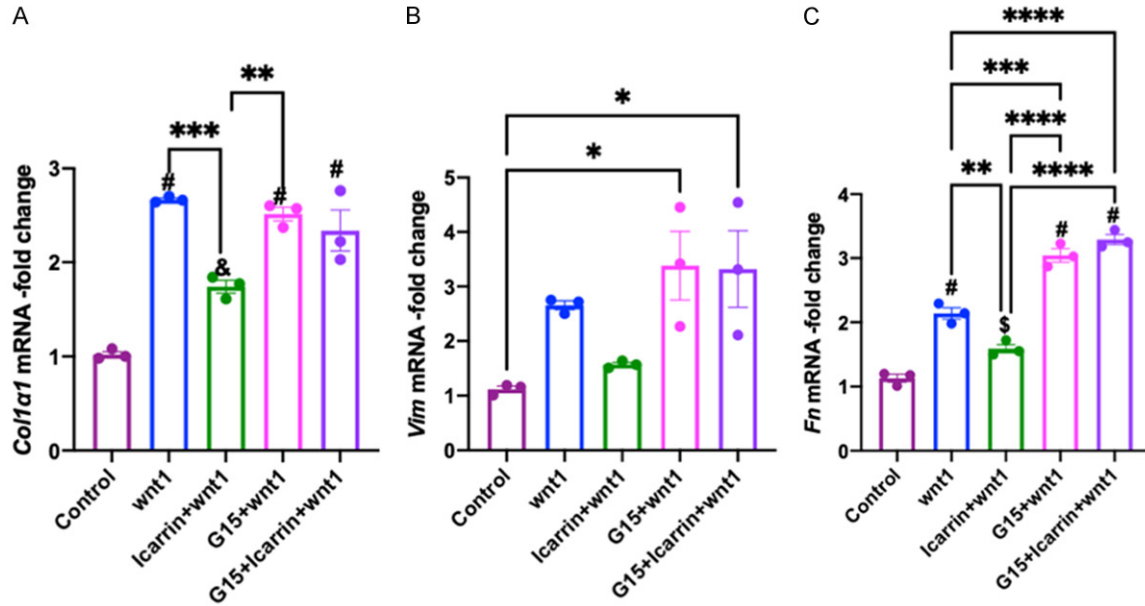 A
Col1α1 mRNA -fold change
3
2
1
0
**
***
#
&
#
#
Control
wnt1
Icarrin+wnt1
G15+wnt1
G15+Icarrin+wnt1
B
Vim mRNA -fold change
5
4
3
2
1
0
*
*
Control
wnt1
Icarrin+wnt1
G15+wnt1
G15+Icarrin+wnt1
C
Fn mRNA -fold change
4
3
2
1
0
****
***
****
**
****
#
$
#
#
Control
wnt1
Icarrin+wnt1
G15+wnt1
G15+Icarrin+wnt1